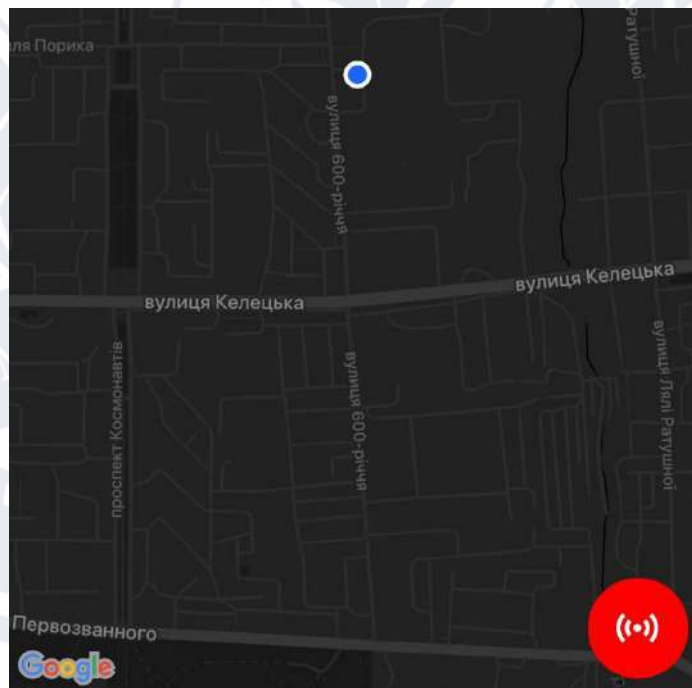 ля Порика
Ратушної
вулиця 600-річчя
вулиця Келецька
вулиця Келецька
проспект Космонавтів
вулиця 600-річчя
вулиця Лялі Ратушної
Первозванного
Google